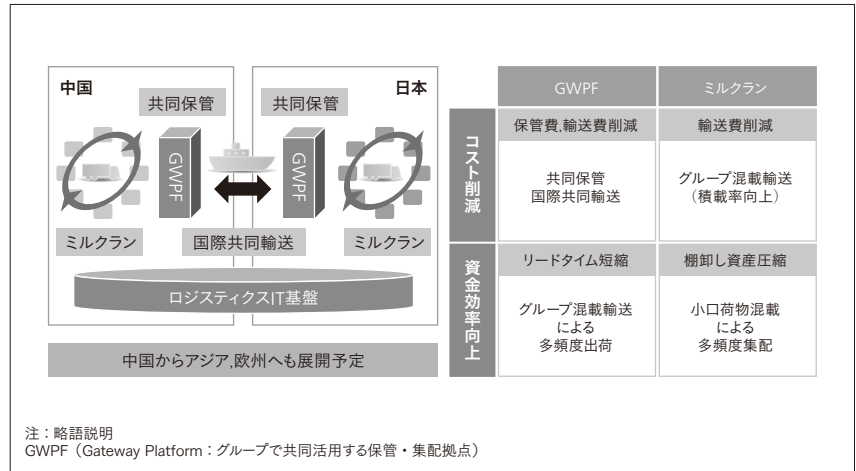 中国
日本
共同保管
共同保管
GWPF
GWPF
ミルクラン
国際共同輸送
ミルクラン
ロジスティクスIT基盤
中国からアジア,欧州へも展開予定
GWPF
ミルクラン
コスト削減
保管費,輸送費削減
輸送費削減
共同保管
国際共同輸送
グループ混載輸送
（積載率向上）
資金効率向上
リードタイム短縮
棚卸し資産圧縮
グループ混載輸送
による
多頻度出荷
小口荷物混載
による
多頻度集配
注：略語説明
GWPF（Gateway Platform：グループで共同活用する保管・集配拠点）